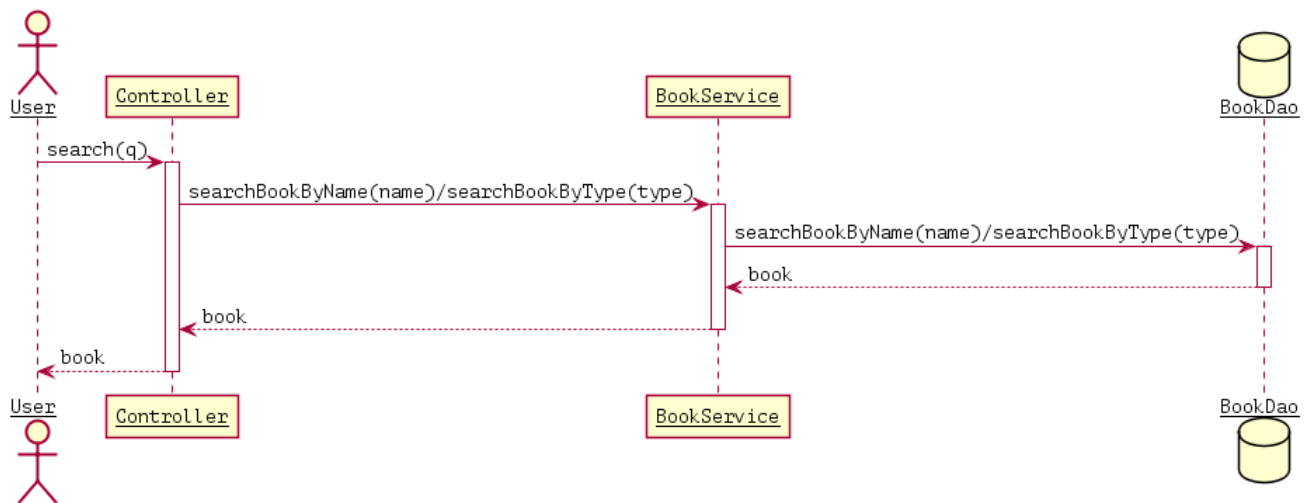 User
Controller
BookService
BookDao
search(q)
searchBookByName(name)/searchBookByType(type)
searchBookByName(name)/searchBookByType(type)
book
book
book
User
Controller
BookService
BookDao